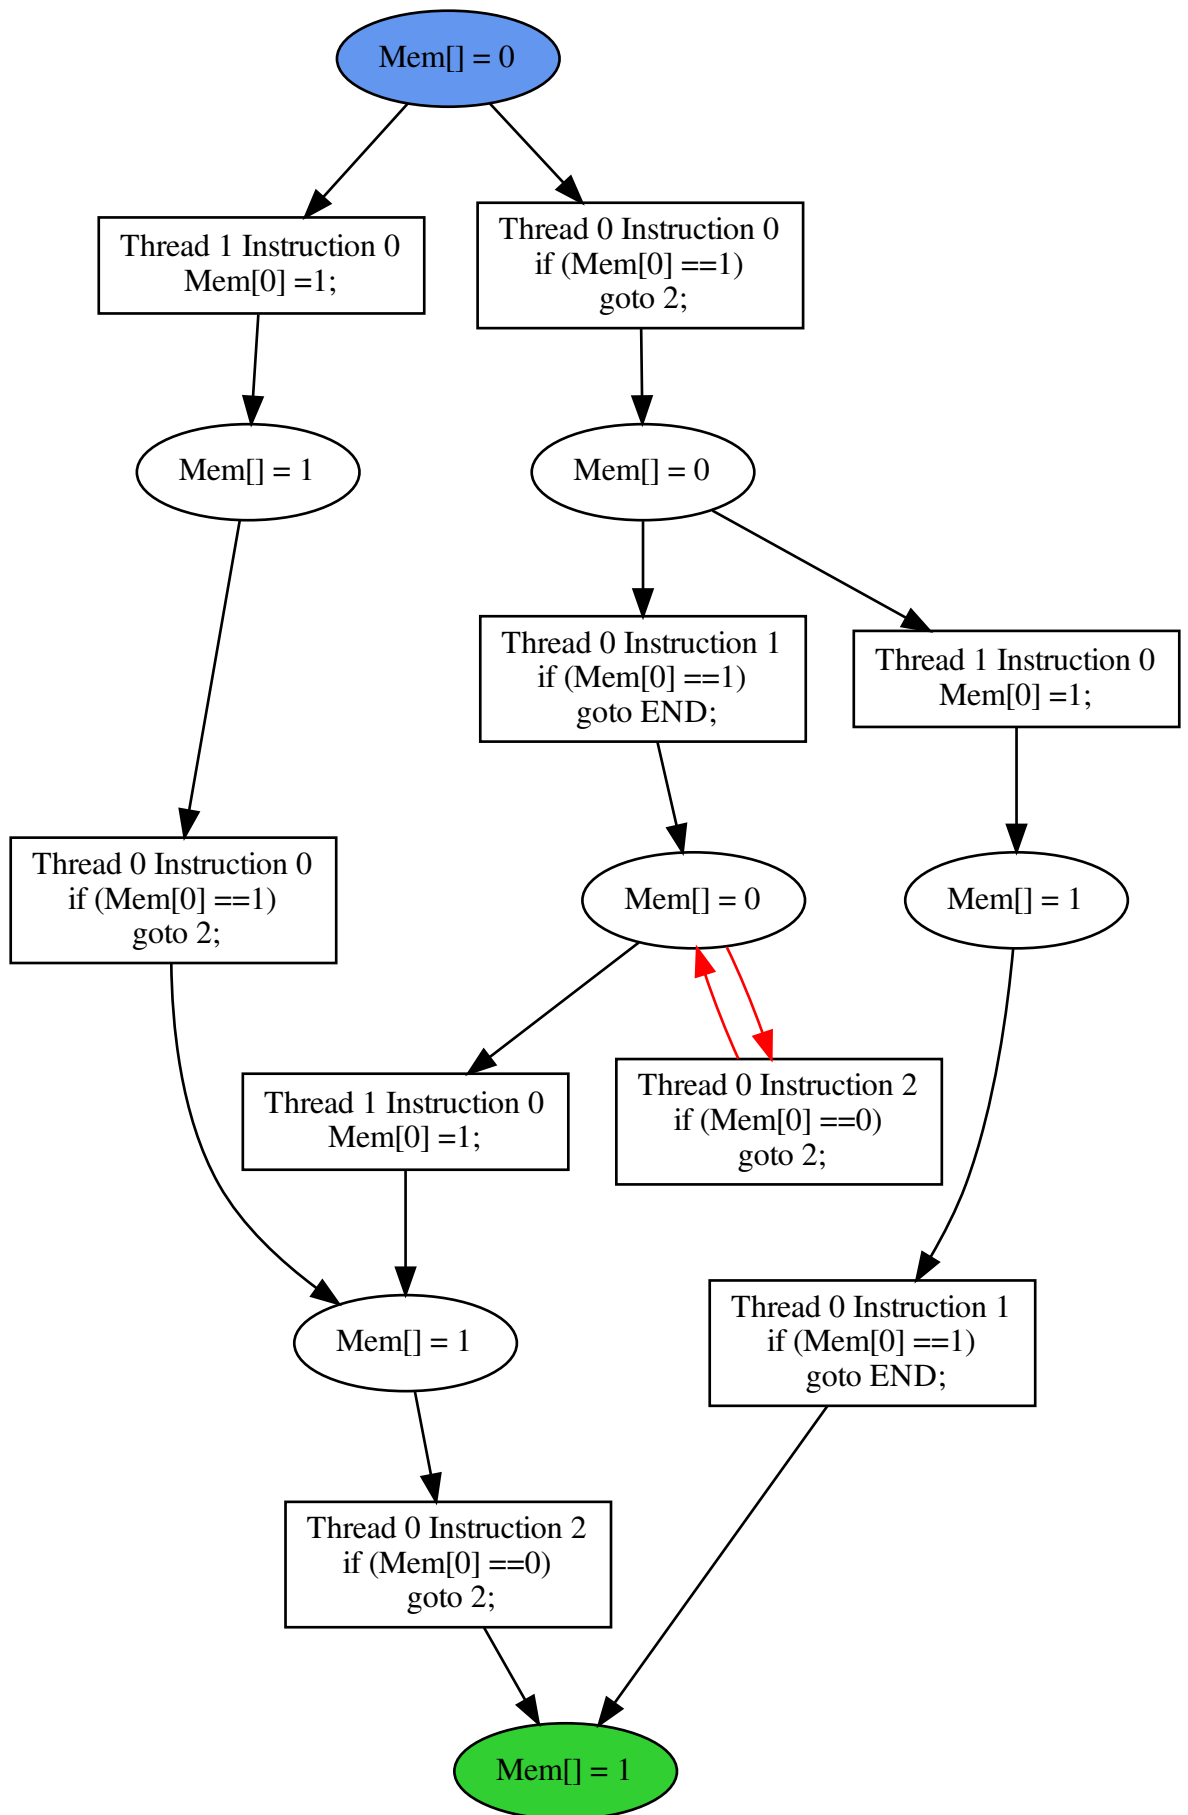 Mem[] = 0
Thread 1 Instruction 0
Mem[0] =1;
Thread 0 Instruction 0
if (Mem[0] ==1)
goto 2;
Mem[] = 1
Mem[] = 0
Thread 0 Instruction 1
if (Mem[0] ==1)
goto END;
Thread 1 Instruction 0
Mem[0] =1;
Thread 0 Instruction 0
if (Mem[0] ==1)
goto 2;
Mem[] = 0
Mem[] = 1
Thread 1 Instruction 0
Mem[0] =1;
Thread 0 Instruction 2
if (Mem[0] ==0)
goto 2;
Mem[] = 1
Thread 0 Instruction 1
if (Mem[0] ==1)
goto END;
Thread 0 Instruction 2
if (Mem[0] ==0)
goto 2;
Mem[] = 1